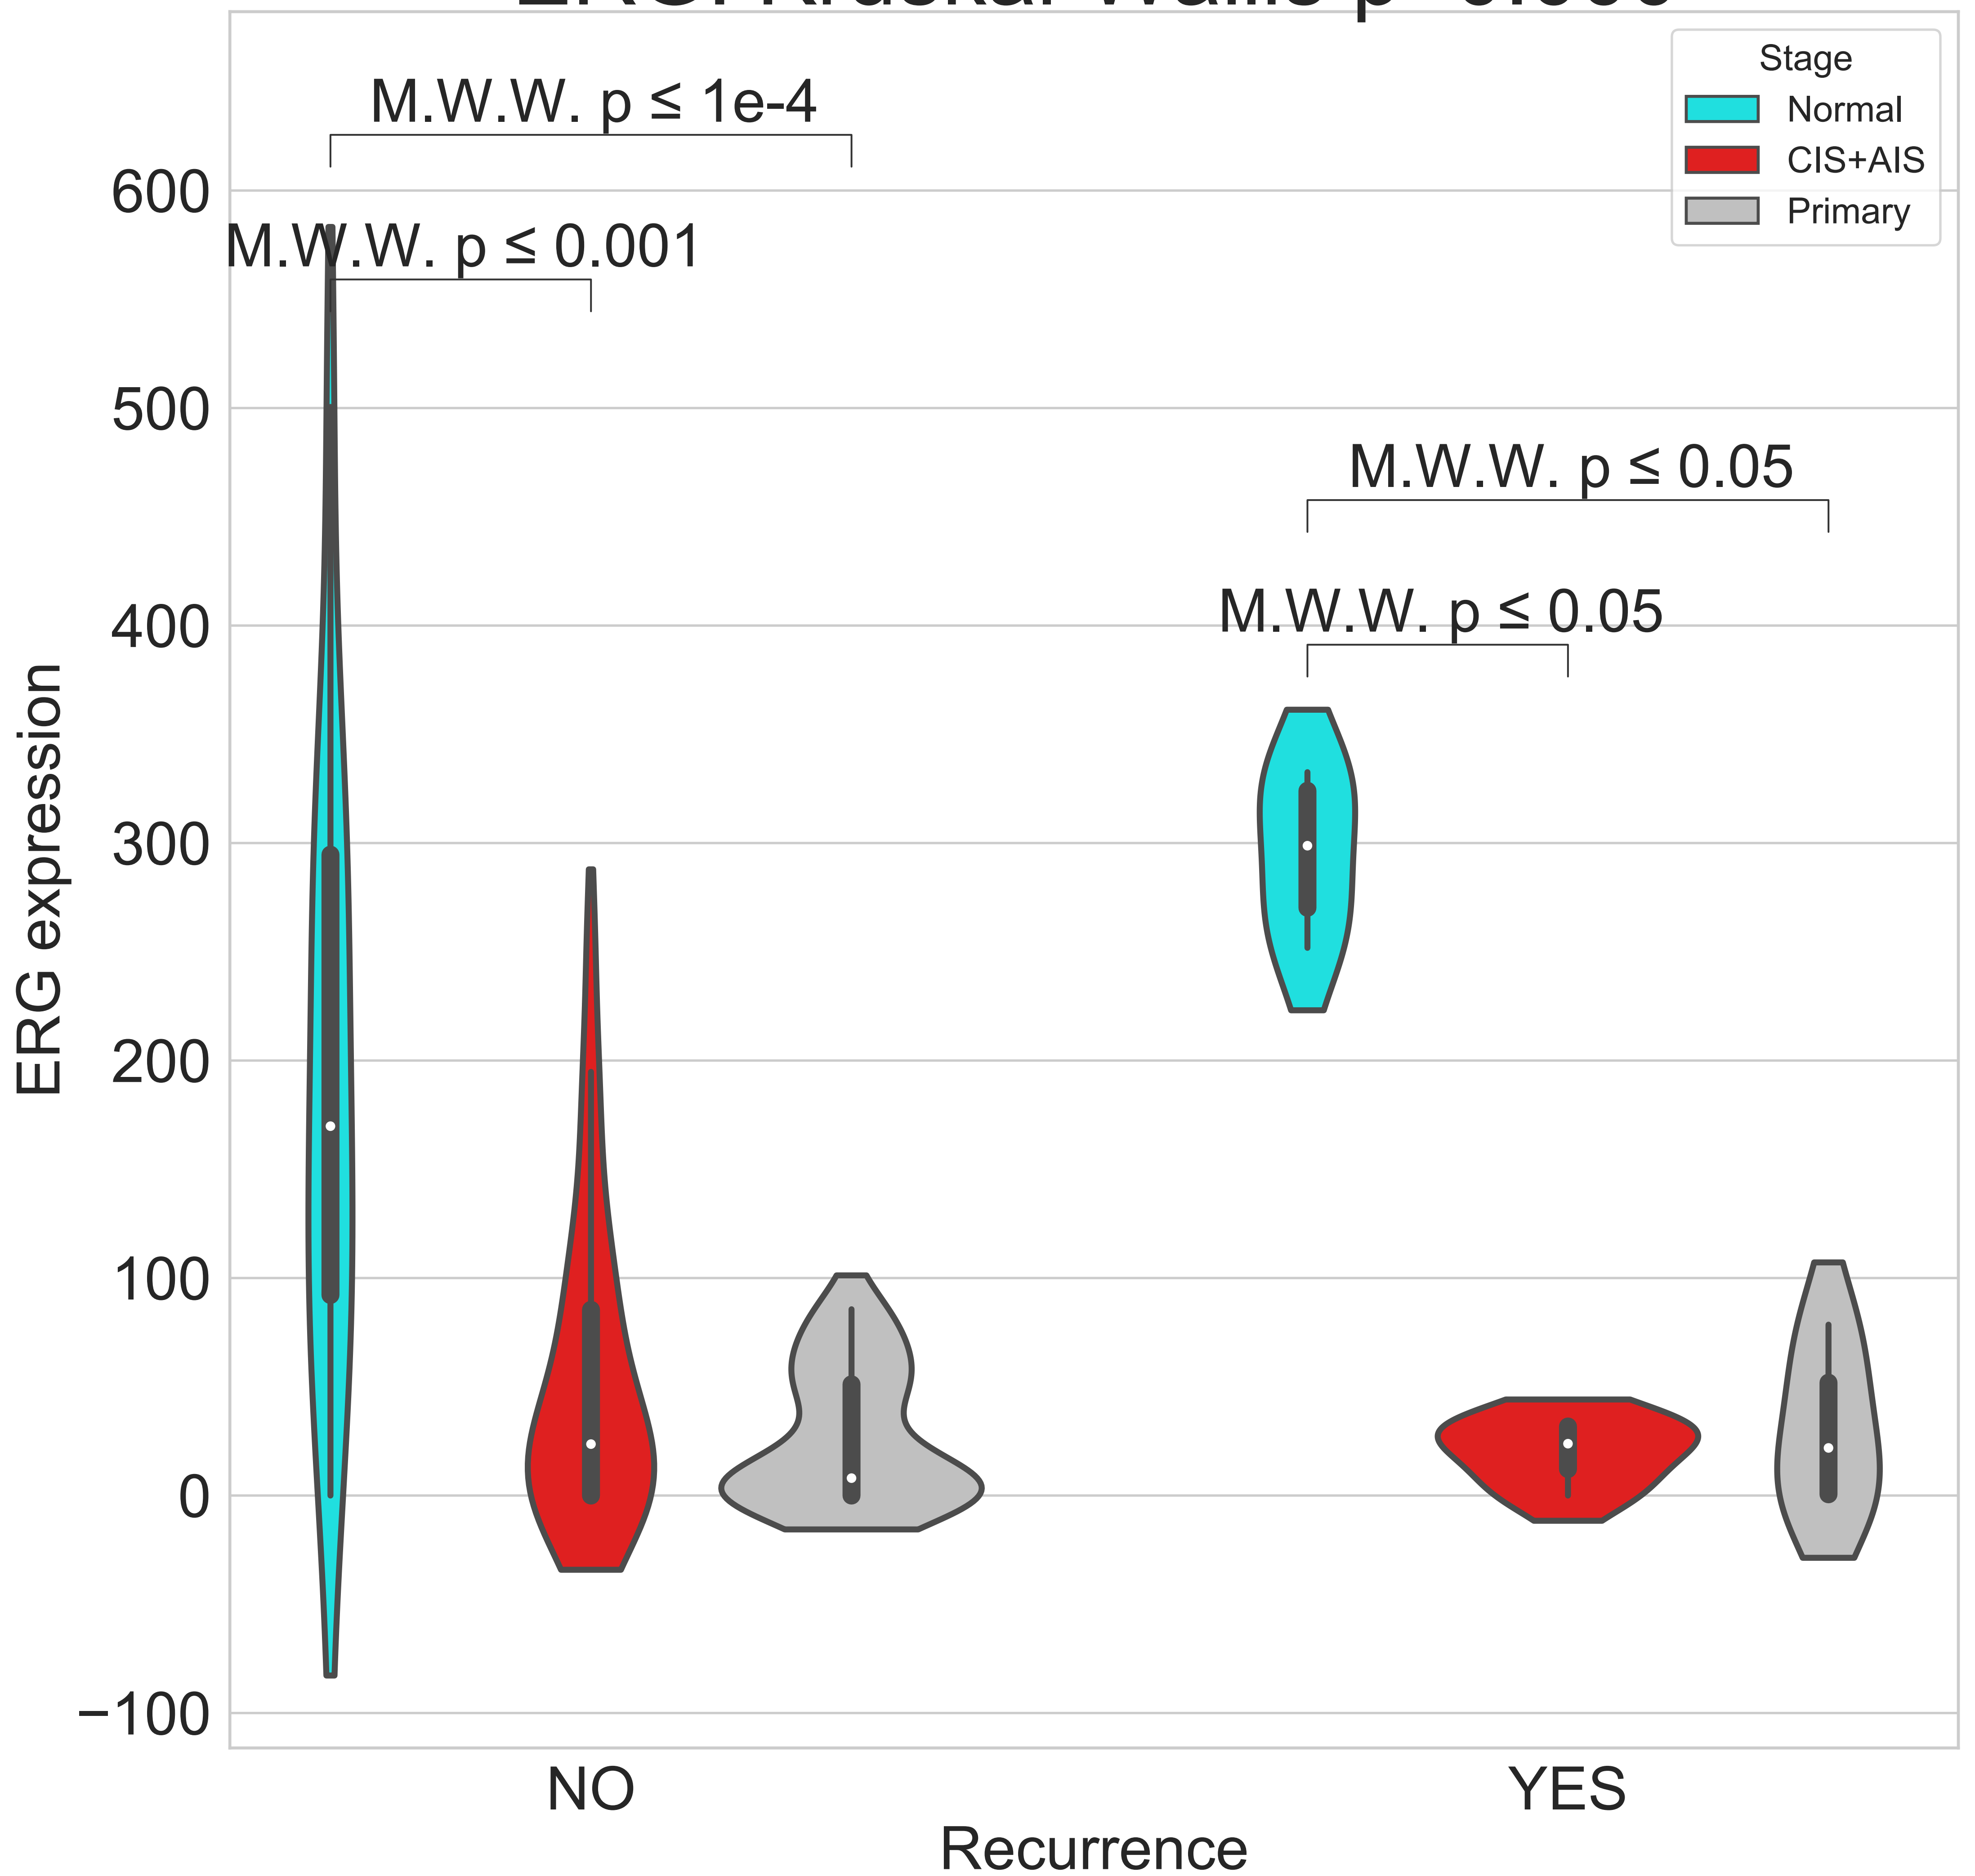 M.W.W. p ≤ 1e-4
M.W.W. p ≤ 0.001
M.W.W. p ≤ 0.05
M.W.W. p ≤ 0.05
Stage
Normal
CIS+AIS
Primary
ERG expression
600
500
400
300
200
100
0
−100
NO
YES
Recurrence